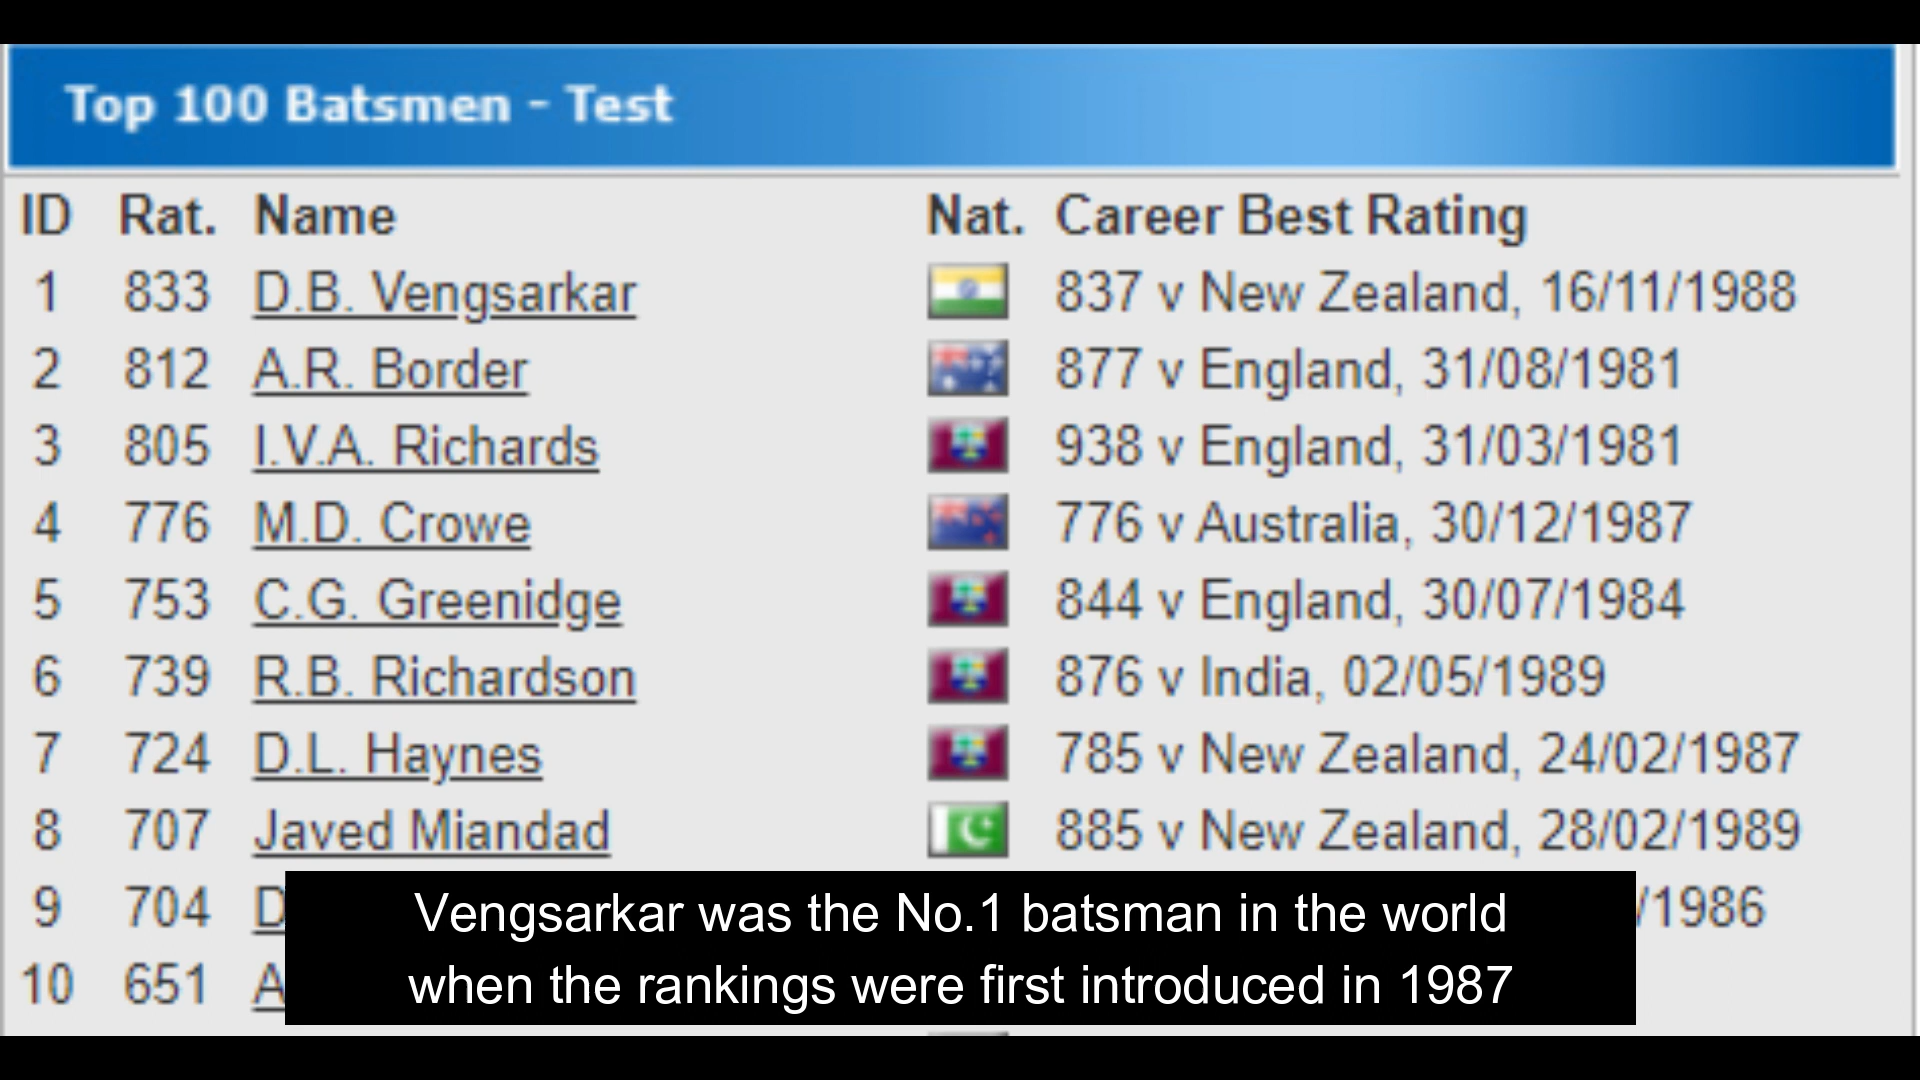 Top 100 Batsmen - Test
ID Rat. Name Nat. Career Best Rating
1 833 D.B. Vengsarkar 837 v New Zealand, 16/11/1988
2 812 A.R. Border 877 v England, 31/08/1981
3 805 I.V.A. Richards 938 v England, 31/03/1981
4 776 M.D. Crowe 776 v Australia, 30/12/1987
5 753 C.G. Greenidge 844 v England, 30/07/1984
6 739 R.B. Richardson 876 v India, 02/05/1989
7 724 D.L. Haynes 785 v New Zealand, 24/02/1987
8 707 Javed Miandad 885 v New Zealand, 28/02/1989
9 704 D /1986
10 651 A
Vengsarkar was the No.1 batsman in the world
when the rankings were first introduced in 1987